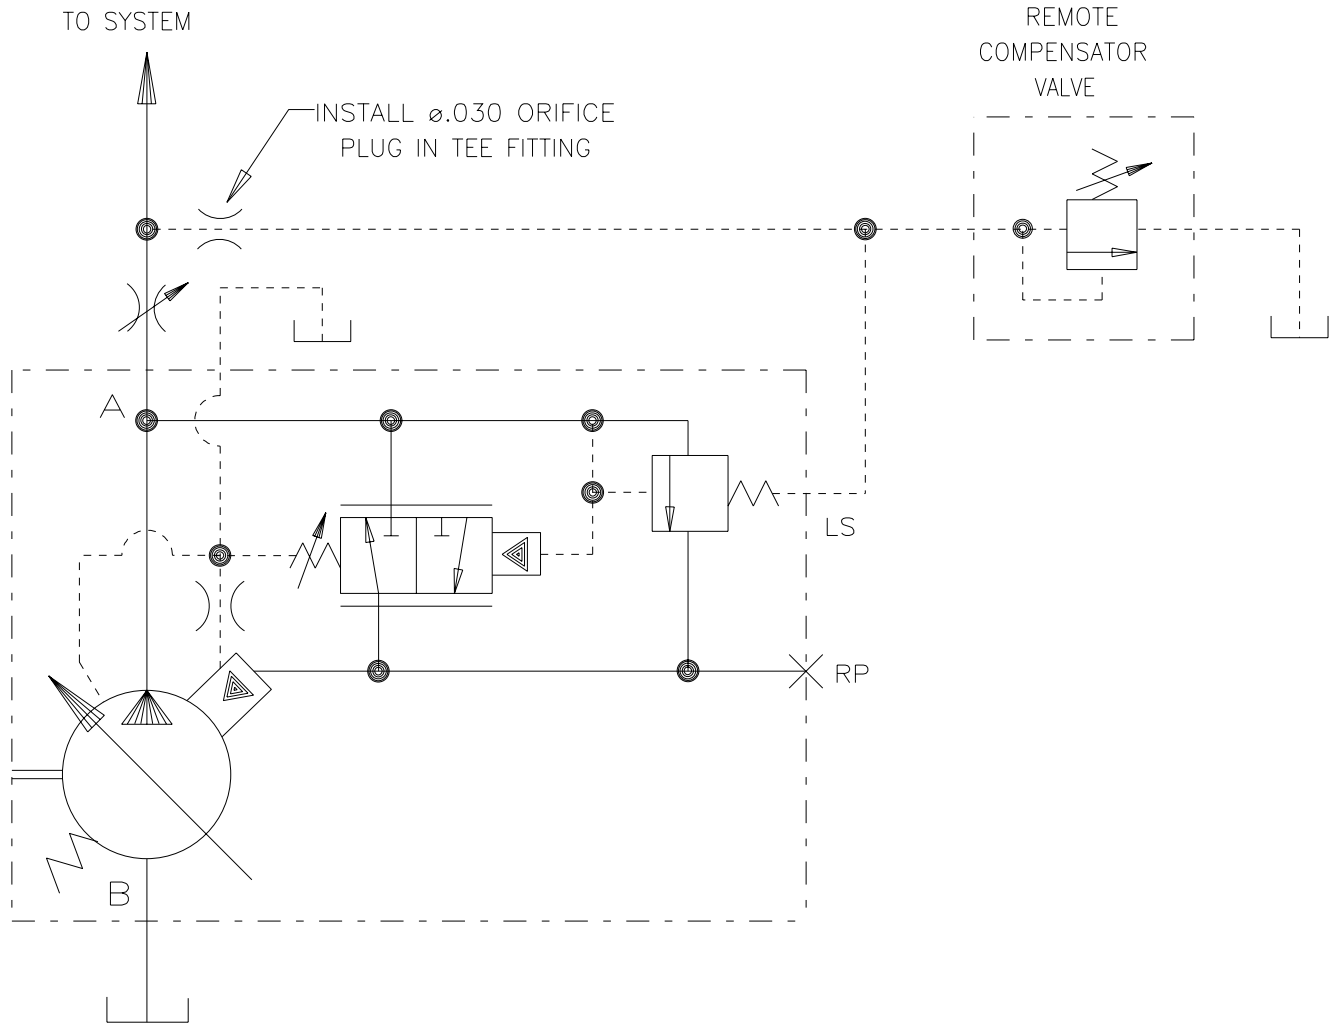 TO SYSTEM
REMOTE
COMPENSATOR
VALVE
INSTALL ø.030 ORIFICE
PLUG IN TEE FITTING
A
LS
RP
B